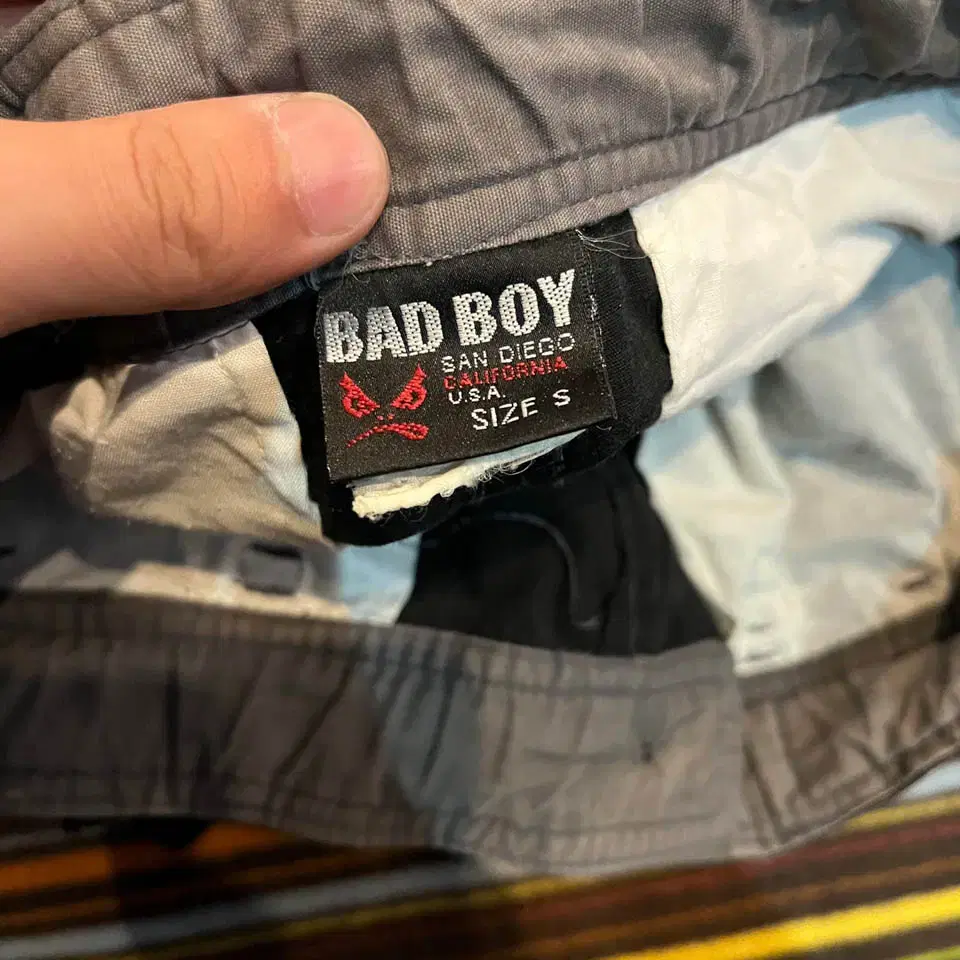 BAD BOY
SAN DIEGO
CALIFORNIA
U.S.A.
SIZE S